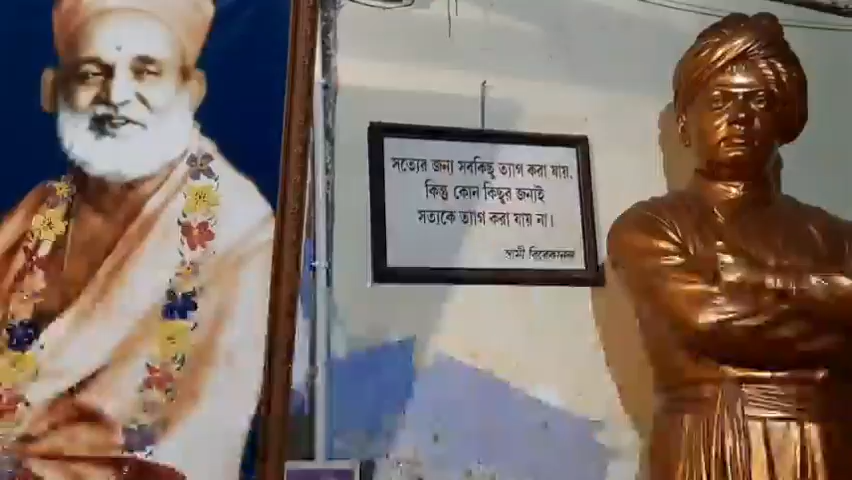 সত্যের জন্য সবকিছু ত্যাগ করা যায়,
কিন্তু কোন কিছুর জন্যই
সত্যকে ত্যাগ করা যায় না।
স্বামী বিবেকানন্দ